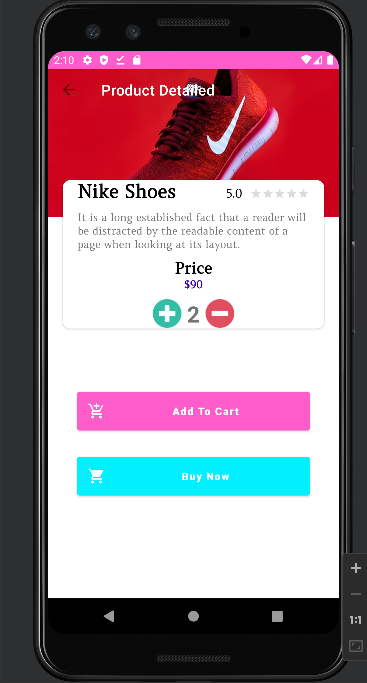 2:10
Product Detailed
Nike Shoes 5.0
It is a long established fact that a reader will
be distracted by the readable content of a
page when looking at its layout.
Price
$90
2
Add To Cart
Buy Now
1:1